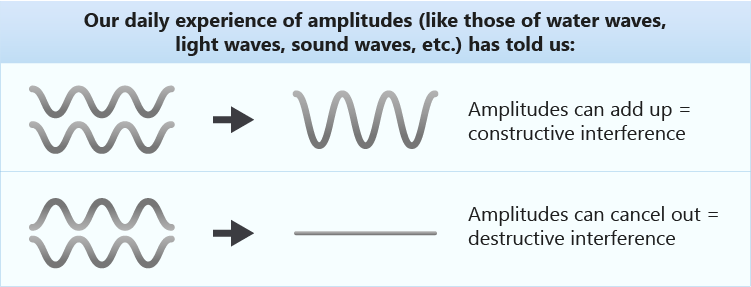 Our daily experience of amplitudes (like those of water waves,
light waves, sound waves, etc.) has told us:
Amplitudes can add up =
constructive interference
Amplitudes can cancel out =
destructive interference